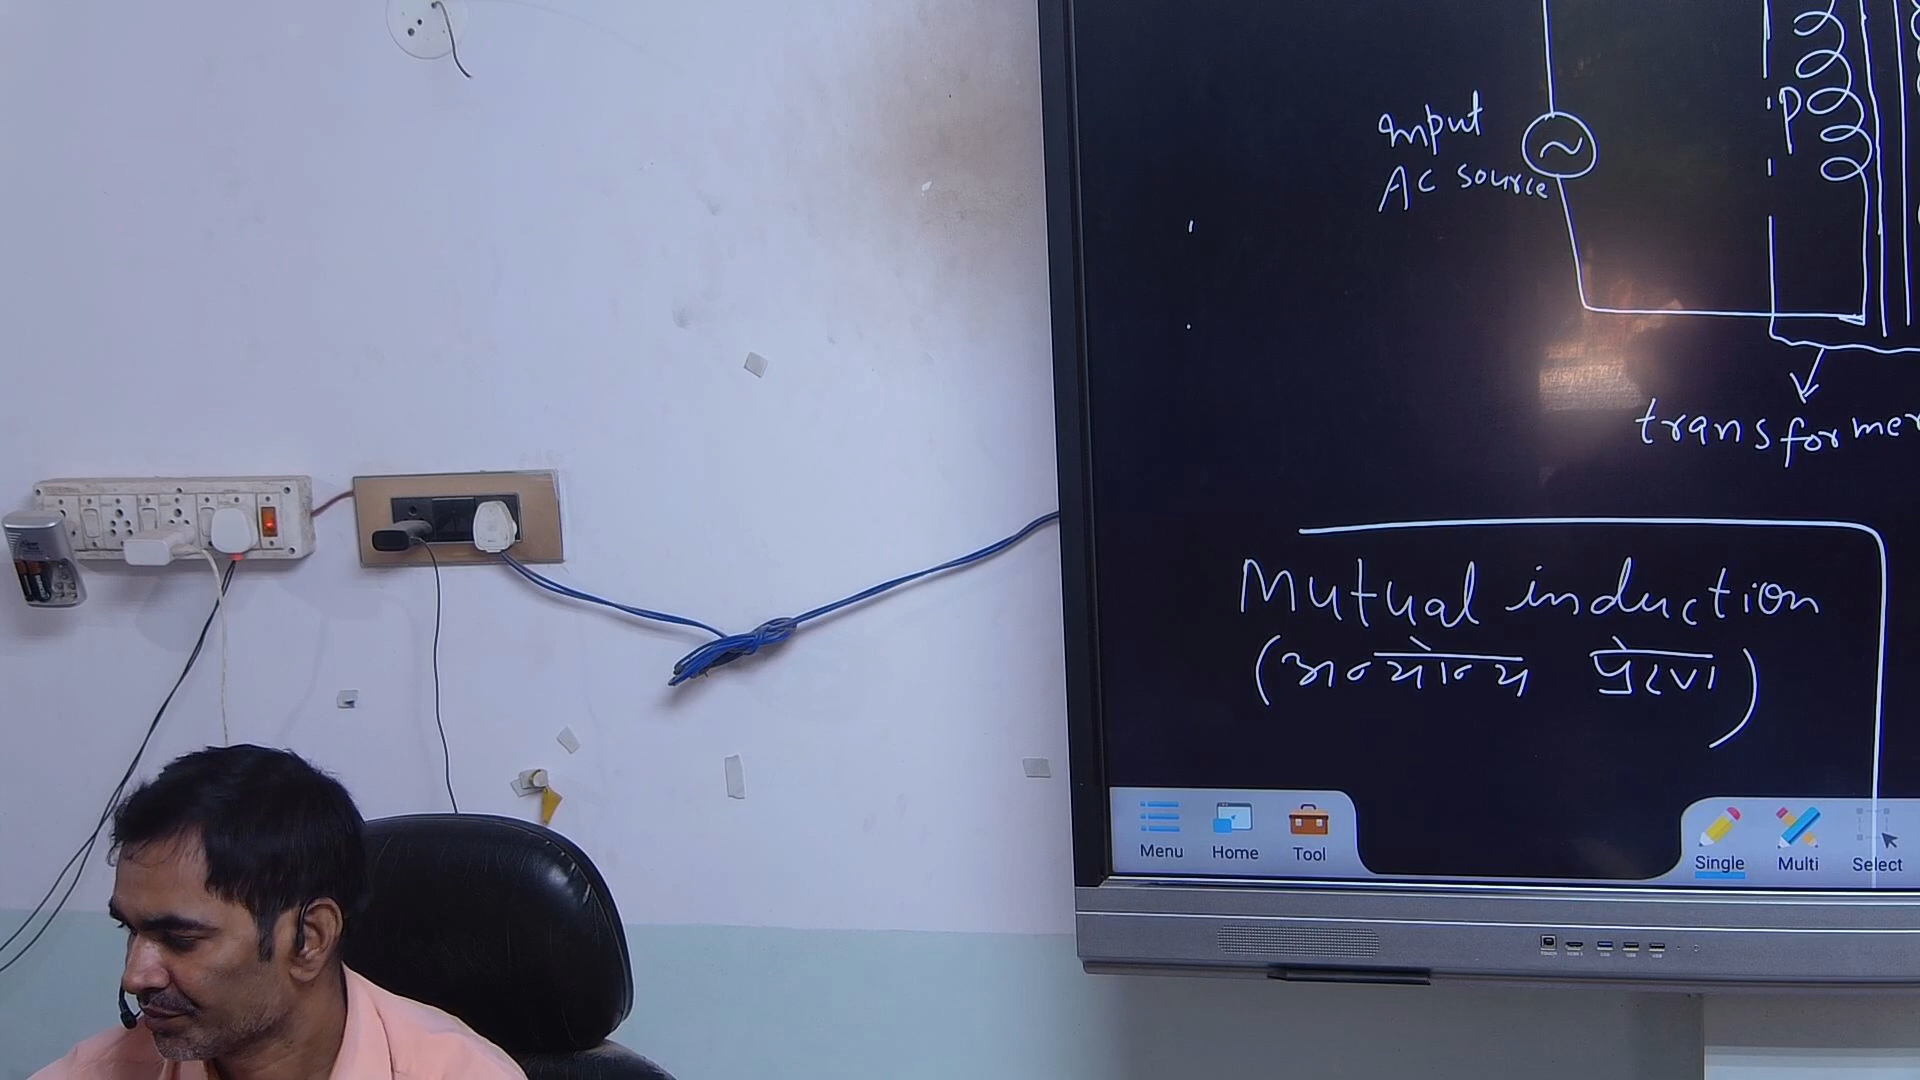 Input
AC source
P
transformer
Mutual induction
(अन्योन्य प्रेरण)
Menu
Home
Tool
Single
Multi
Select